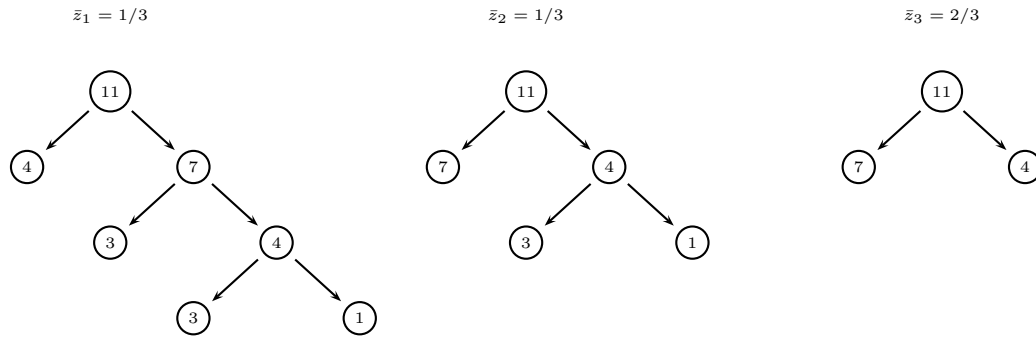 z̄₁ = 1/3 z̄₂ = 1/3 z̄₃ = 2/3
11 11 11
4 7 7 4 7 4
3 4 3 1
3 1